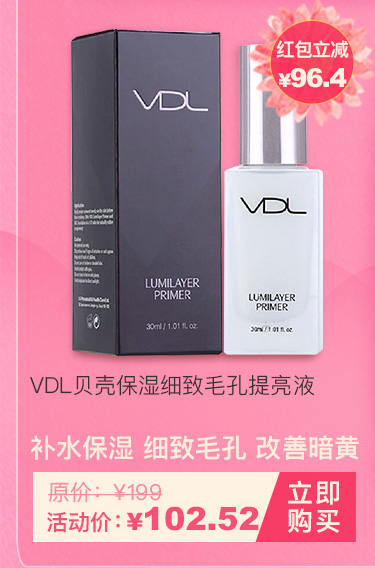 红包立减
¥96.4
VDL
LUMILAYER
PRIMER
30ml / 1.01 fl. oz.
VDL
LUMILAYER
PRIMER
30ml / 1.01 fl. oz.
VDL贝壳保湿细致毛孔提亮液
补水保湿 细致毛孔 改善暗黄
原价：¥199
活动价：¥102.52
立即
购买